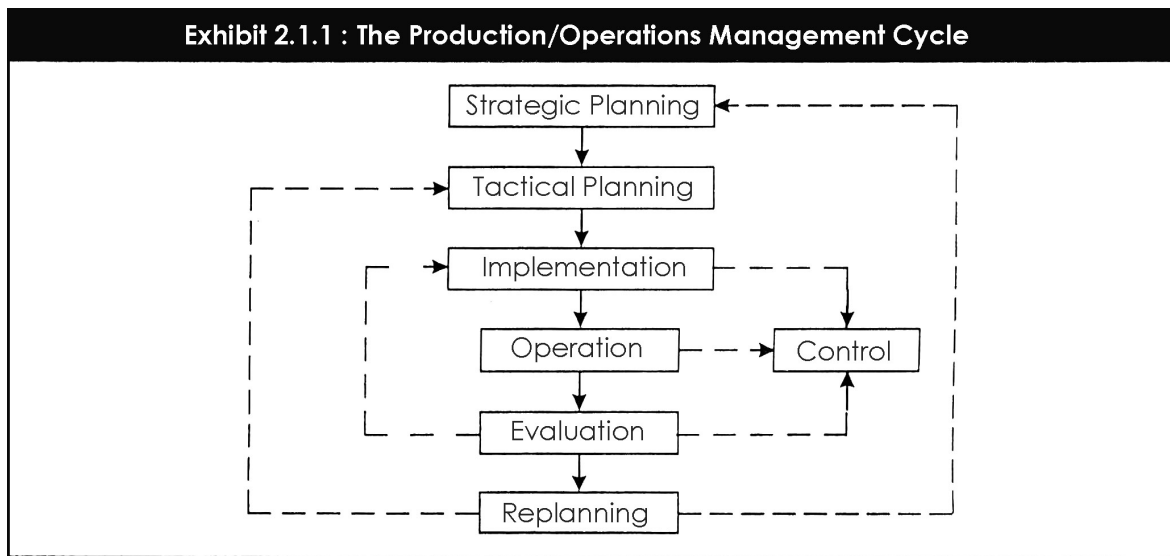 Exhibit 2.1.1 : The Production/Operations Management Cycle
Strategic Planning
Tactical Planning
Implementation
Operation
Control
Evaluation
Replanning